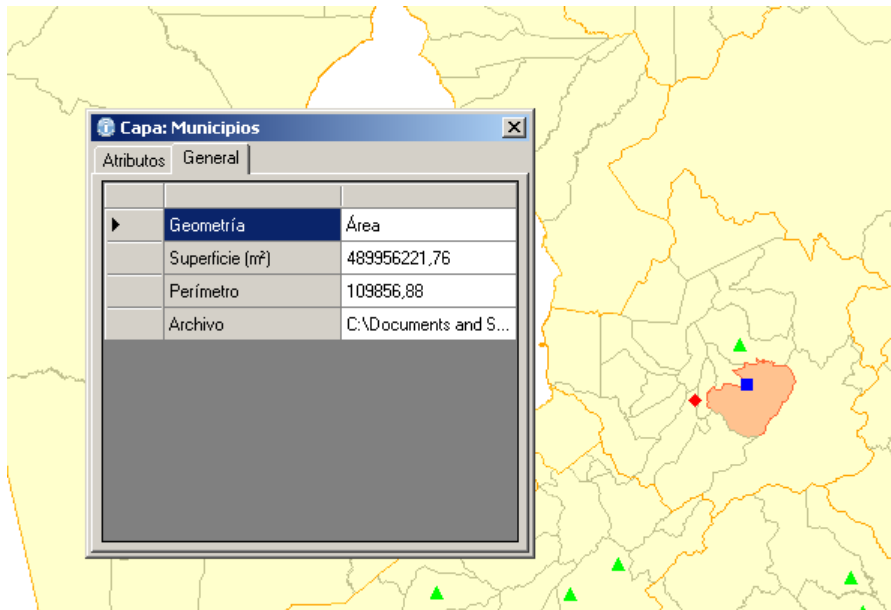 Capa: Municipios
Atributos General
Geometría Área
Superficie (m²) 489956221,76
Perímetro 109856,88
Archivo C:\Documents and S...